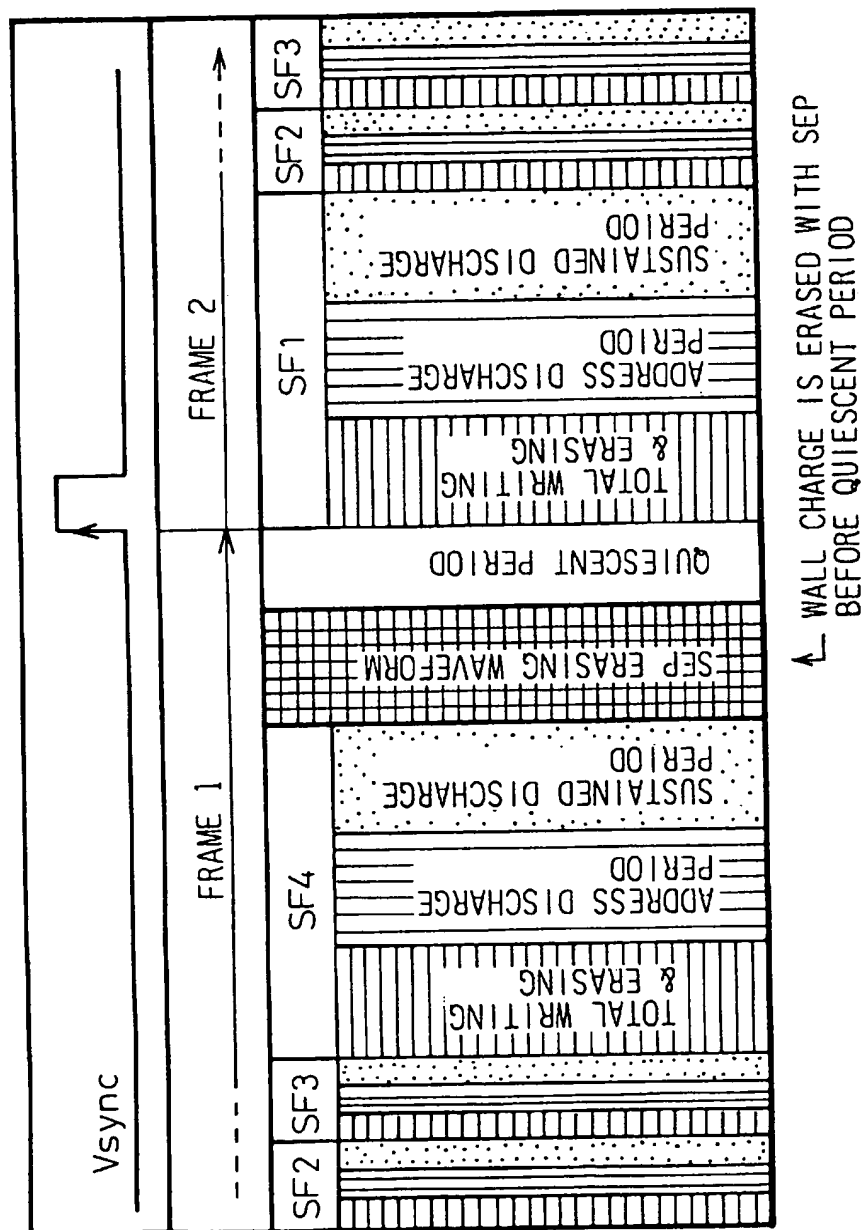 Vsync
FRAME 1
FRAME 2
SF2
SF3
SF4
SF1
SF2
SF3
TOTAL WRITING
& ERASING
ADDRESS DISCHARGE
PERIOD
SUSTAINED DISCHARGE
PERIOD
SEP ERASING WAVEFORM
QUIESCENT PERIOD
TOTAL WRITING
& ERASING
ADDRESS DISCHARGE
PERIOD
SUSTAINED DISCHARGE
PERIOD
WALL CHARGE IS ERASED WITH SEP
BEFORE QUIESCENT PERIOD